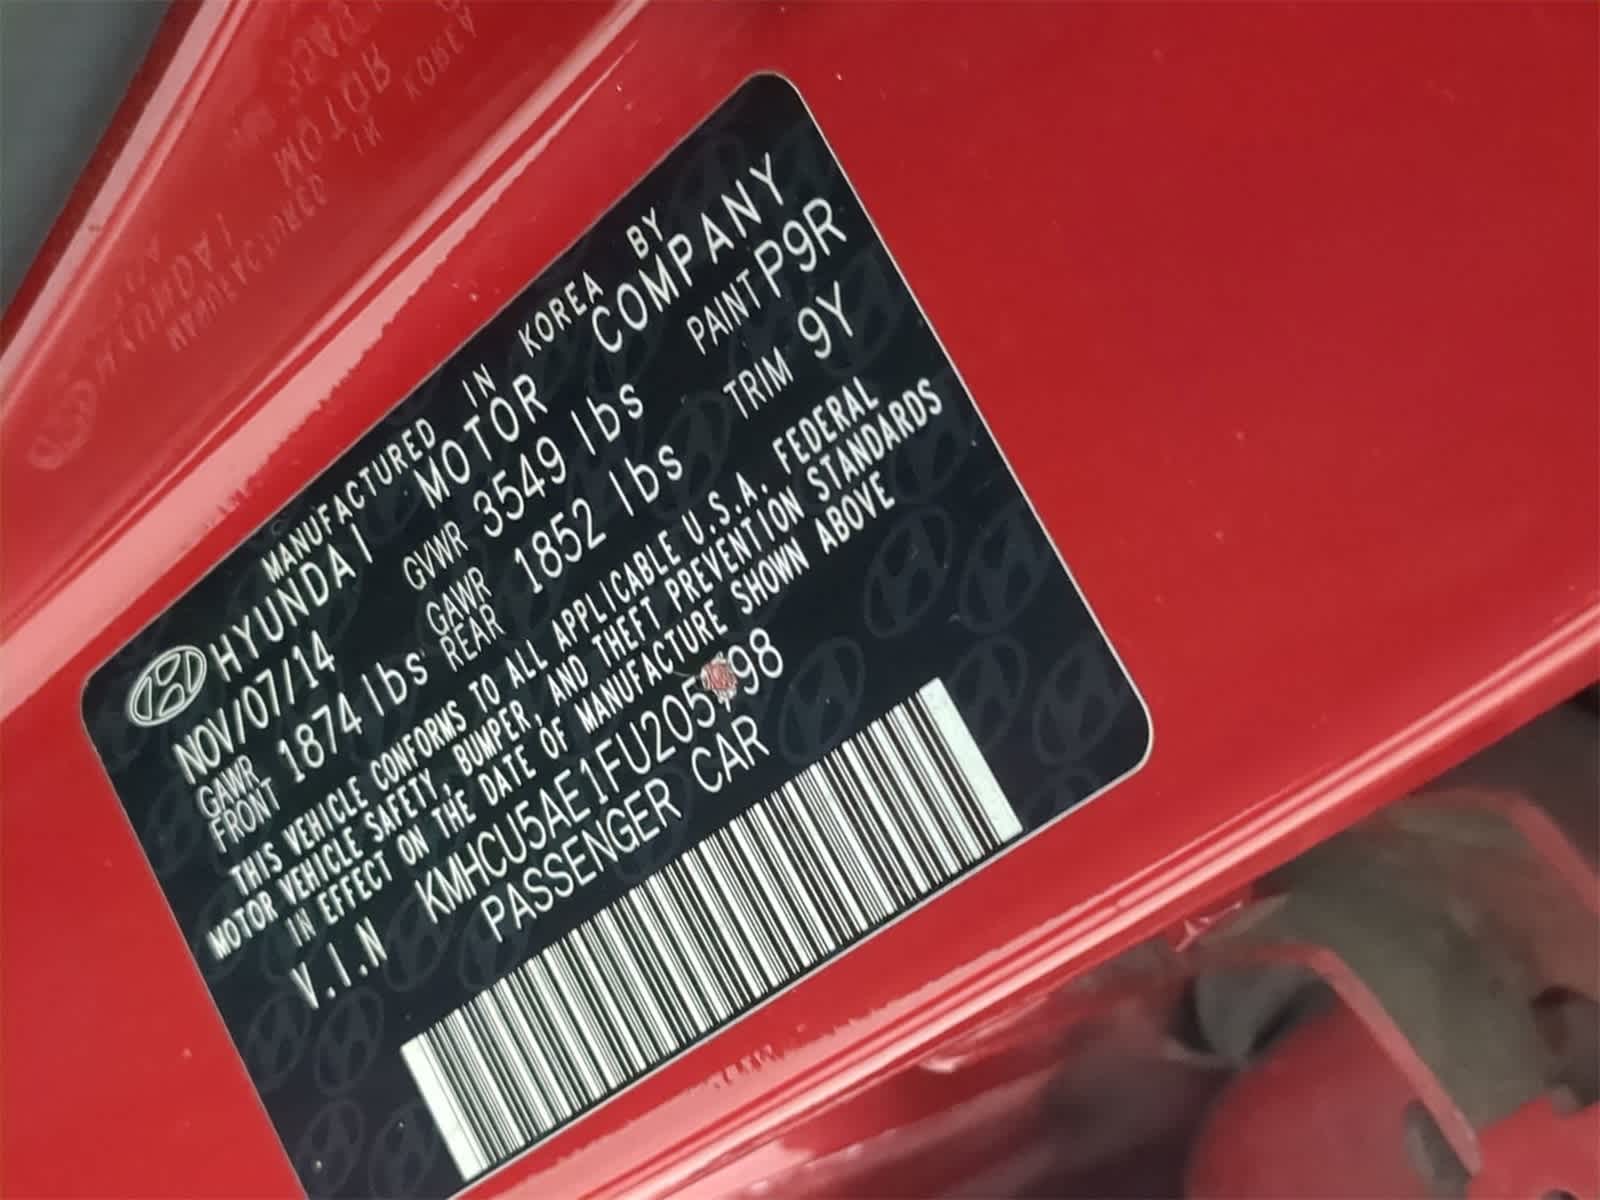 MANUFACTURED IN KOREA BY
HYUNDAI MOTOR COMPANY
NOV/07/14 GVWR 3549 lbs PAINT P9R
GAWR FRONT 1874 lbs GAWR REAR 1852 lbs TRIM 9Y
THIS VEHICLE CONFORMS TO ALL APPLICABLE U.S.A. FEDERAL
MOTOR VEHICLE SAFETY, BUMPER, AND THEFT PREVENTION STANDARDS
IN EFFECT ON THE DATE OF MANUFACTURE SHOWN ABOVE
V.I.N
PASSENGER CAR